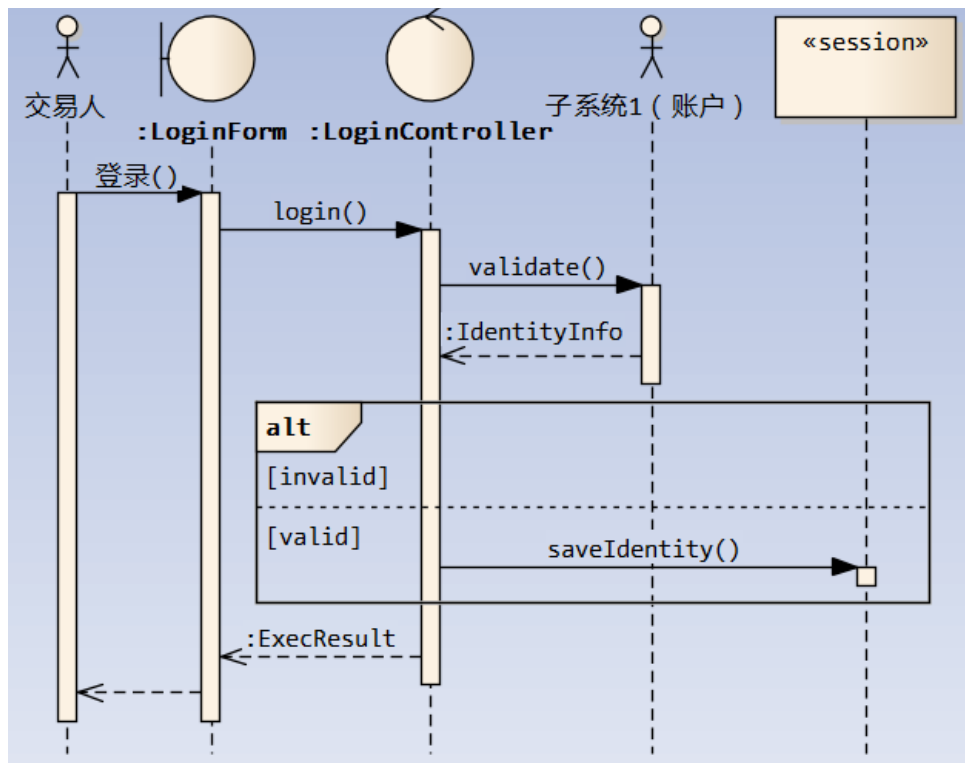 «session»
交易人
子系统1（账户）
:LoginForm
:LoginController
登录()
login()
validate()
:IdentityInfo
alt
[invalid]
[valid]
saveIdentity()
:ExecResult